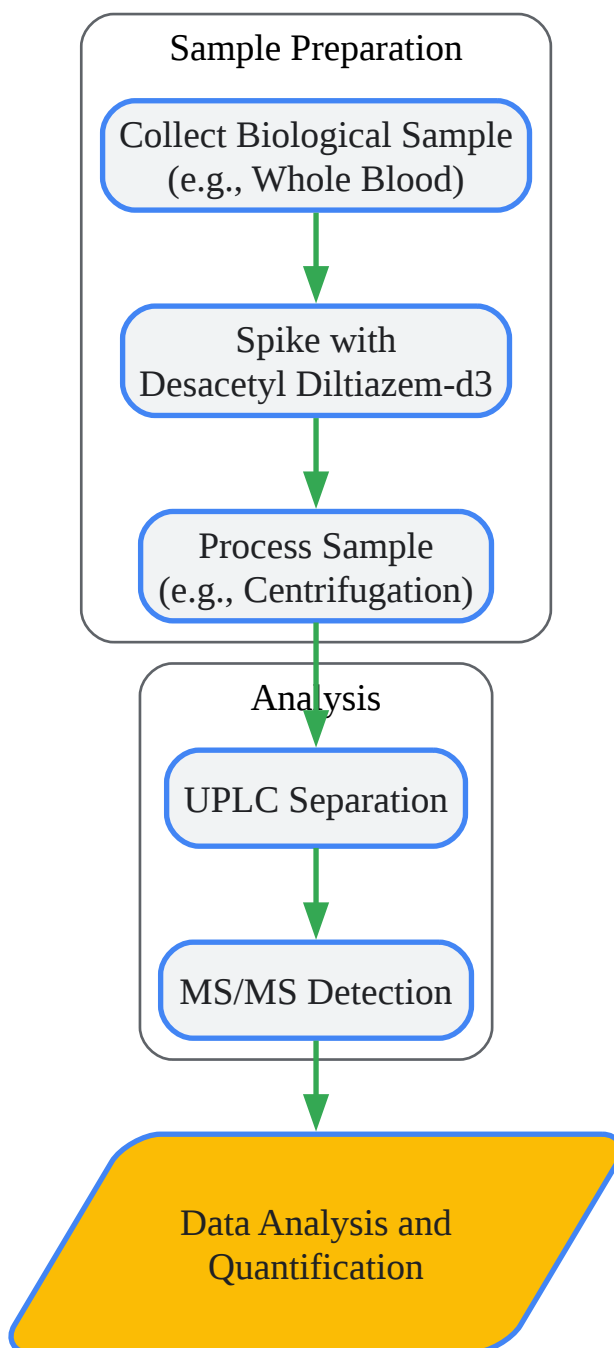 Sample Preparation
Collect Biological Sample
(e.g., Whole Blood)
Spike with
Desacetyl Diltiazem-d3
Process Sample
(e.g., Centrifugation)
Analysis
UPLC Separation
MS/MS Detection
Data Analysis and
Quantification